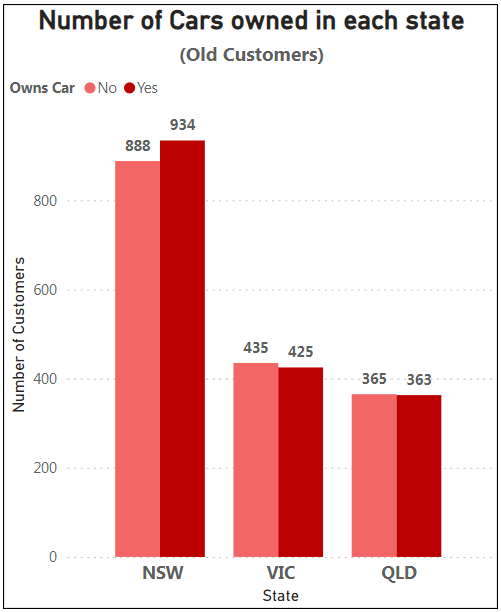 Number of Cars owned in each state
(Old Customers)
Owns Car No Yes
934
888
800
600
Number of Customers
435
425
400
365
363
200
0
NSW VIC QLD
State